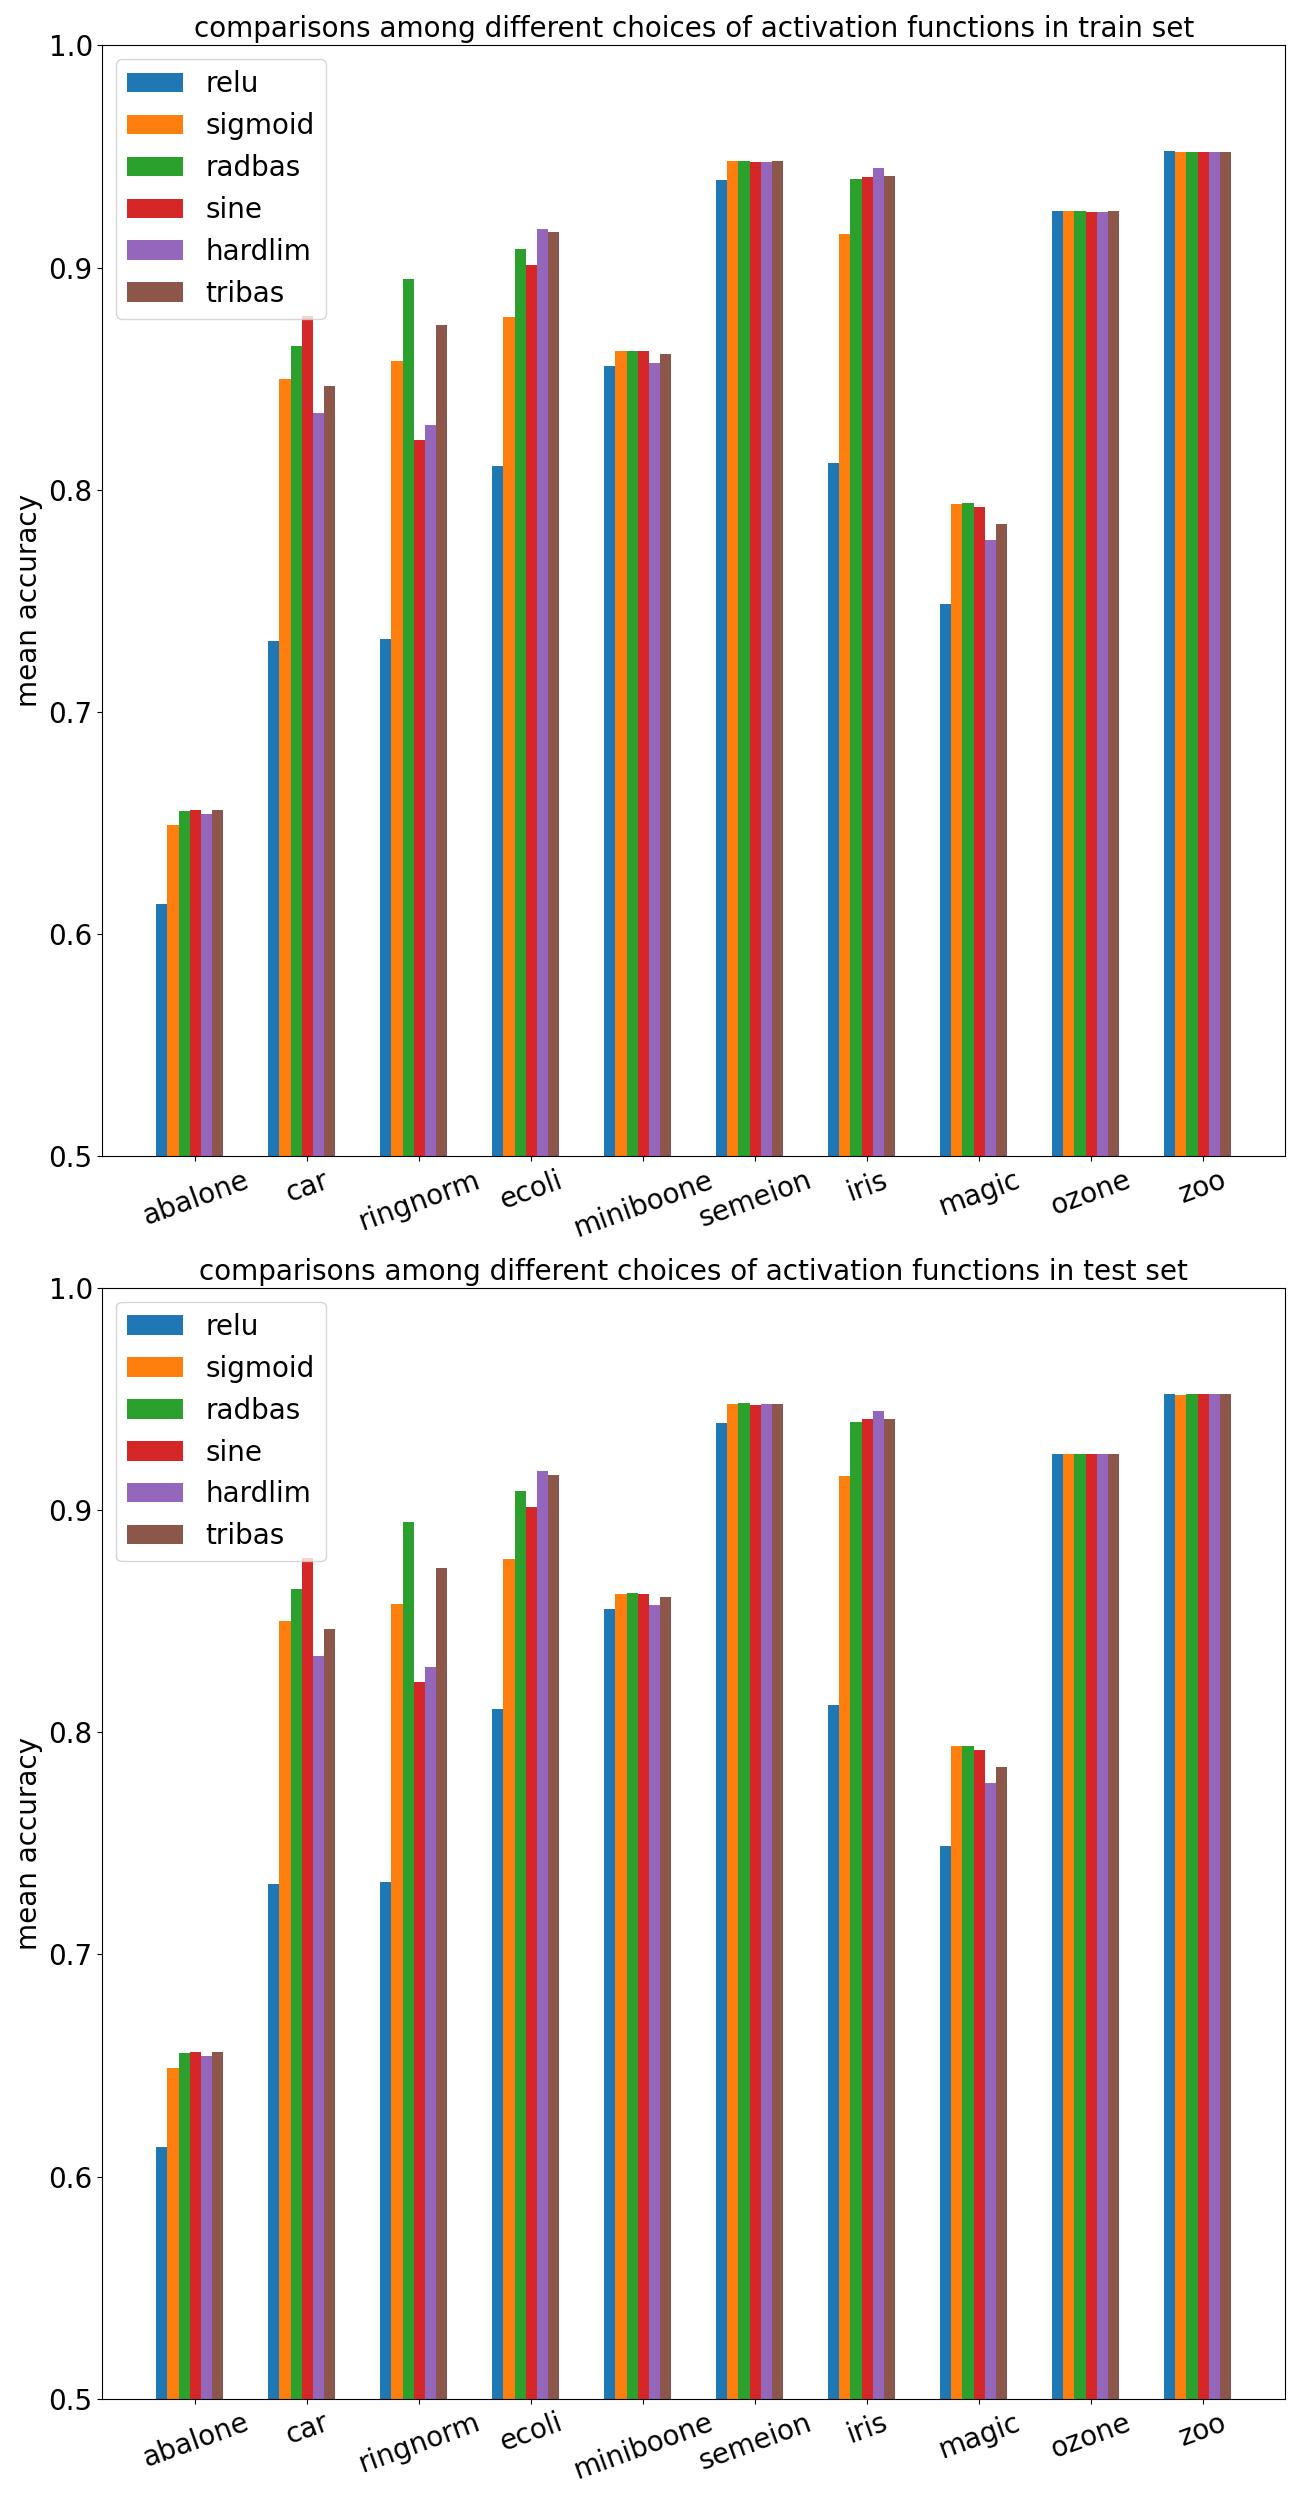 comparisons among different choices of activation functions in train set
1.0
relu
sigmoid
radbas
sine
hardlim
tribas
0.9
0.8
mean accuracy
0.7
0.6
0.5
abalone car ringnorm ecoli miniboone semeion iris magic ozone zoo
comparisons among different choices of activation functions in test set
1.0
relu
sigmoid
radbas
sine
hardlim
tribas
0.9
0.8
mean accuracy
0.7
0.6
0.5
abalone car ringnorm ecoli miniboone semeion iris magic ozone zoo